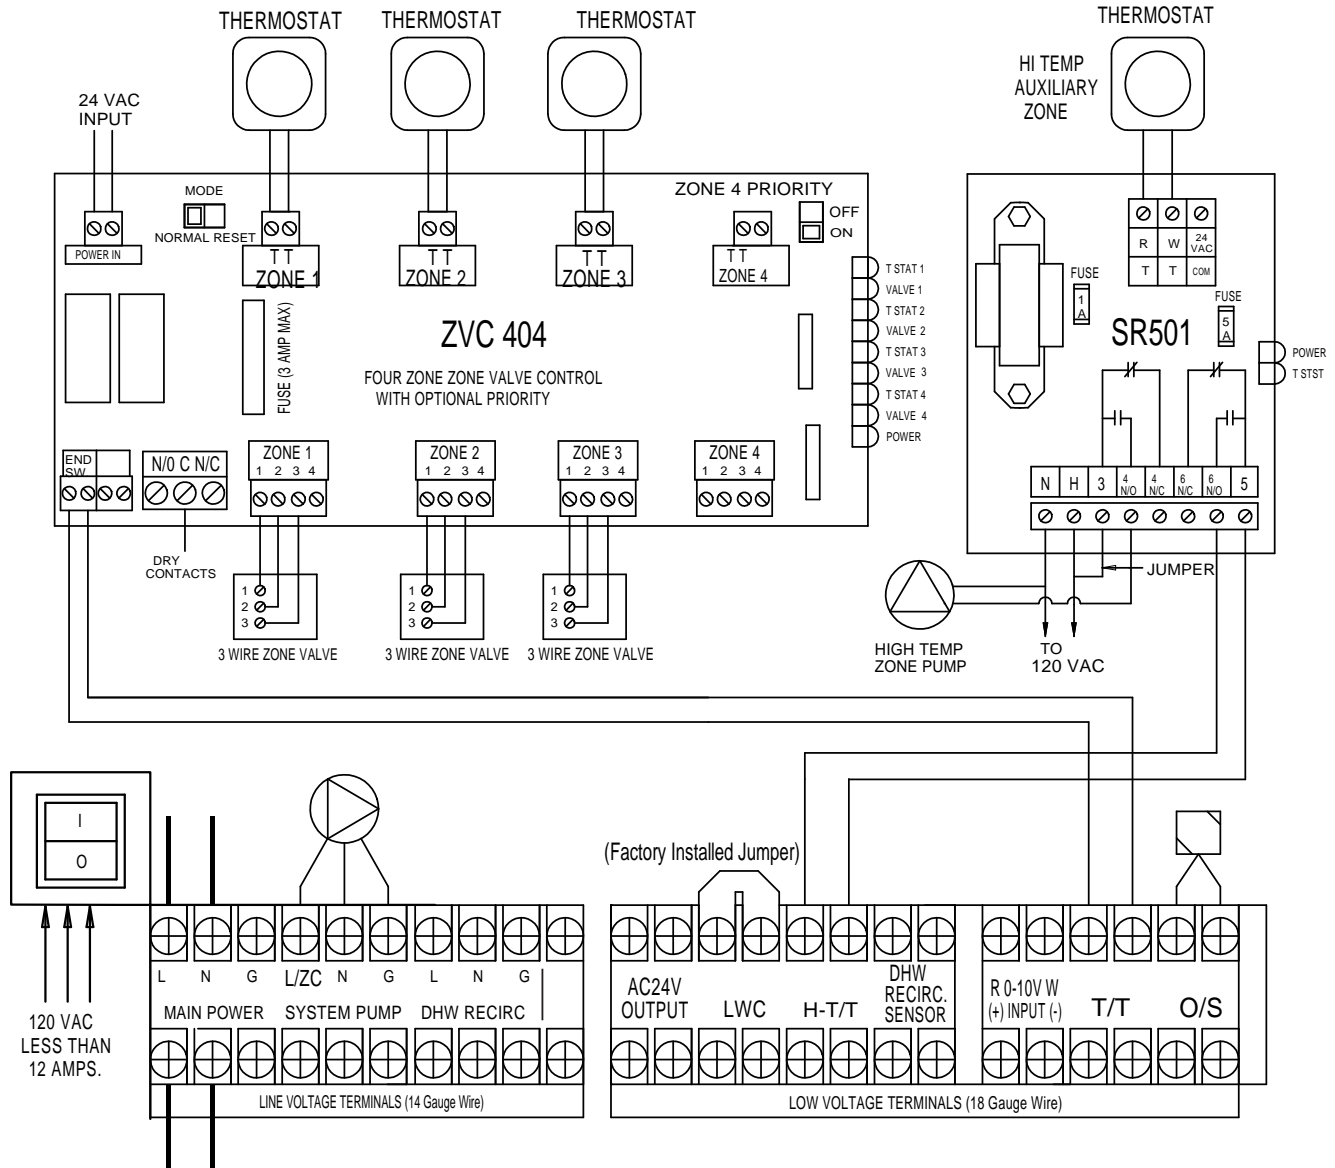 THERMOSTAT
THERMOSTAT
THERMOSTAT
THERMOSTAT
HI TEMP
AUXILIARY
ZONE
24 VAC
INPUT
MODE
NORMAL RESET
ZONE 4 PRIORITY
OFF
ON
POWER IN
T T
ZONE 1
T T
ZONE 2
T T
ZONE 3
T T
ZONE 4
FUSE (3 AMP MAX)
ZVC 404
FOUR ZONE ZONE VALVE CONTROL
WITH OPTIONAL PRIORITY
T STAT 1
VALVE 1
T STAT 2
VALVE 2
T STAT 3
VALVE 3
T STAT 4
VALVE 4
POWER
R W 24 VAC
T T COM
FUSE
1 A
FUSE
5 A
SR501
POWER
T STST
END
SW
N/0 C N/C
ZONE 1
1 2 3 4
ZONE 2
1 2 3 4
ZONE 3
1 2 3 4
ZONE 4
1 2 3 4
N H 3 4 N/O 4 N/C 6 N/C 6 N/O 5
DRY
CONTACTS
1
2
3
3 WIRE ZONE VALVE
1
2
3
3 WIRE ZONE VALVE
1
2
3
3 WIRE ZONE VALVE
JUMPER
HIGH TEMP
ZONE PUMP
TO
120 VAC
I
O
120 VAC
LESS THAN
12 AMPS.
(Factory Installed Jumper)
L N G L/ZC N G L N G
MAIN POWER SYSTEM PUMP DHW RECIRC
LINE VOLTAGE TERMINALS (14 Gauge Wire)
AC24V
OUTPUT
LWC
H-T/T
DHW
RECIRC.
SENSOR
R 0-10V W
(+) INPUT (-)
T/T
O/S
LOW VOLTAGE TERMINALS (18 Gauge Wire)